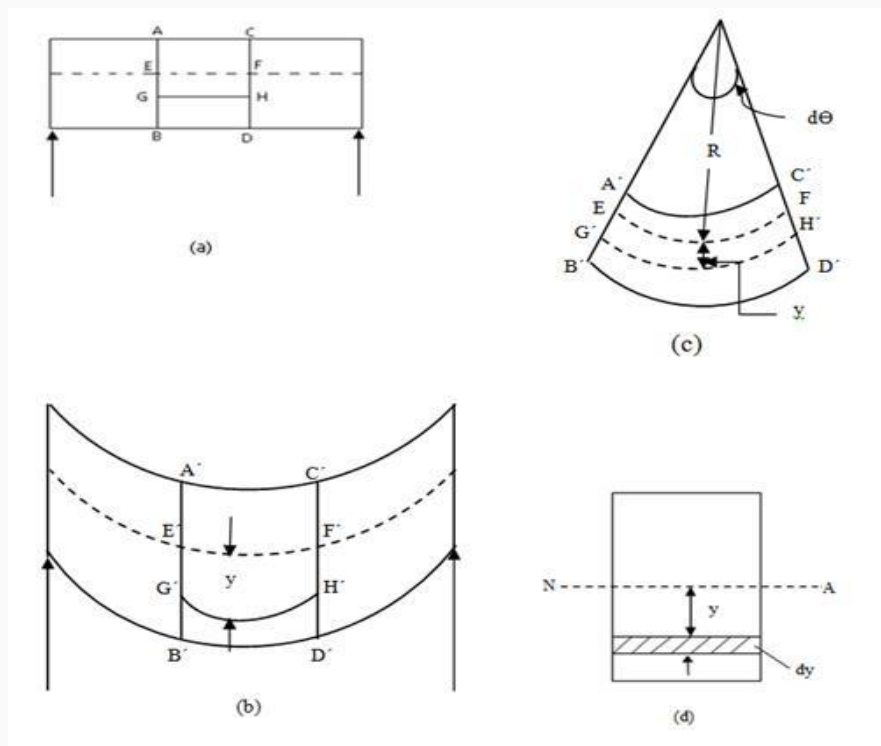 A C
E F
G H
B D
(a)
dΘ
R
A´ C´
E F
G´ H´
B´ D´
y
(c)
A´ C´
E´ F´
y
G´ H´
B´ D´
(b)
N A
y
dy
(d)